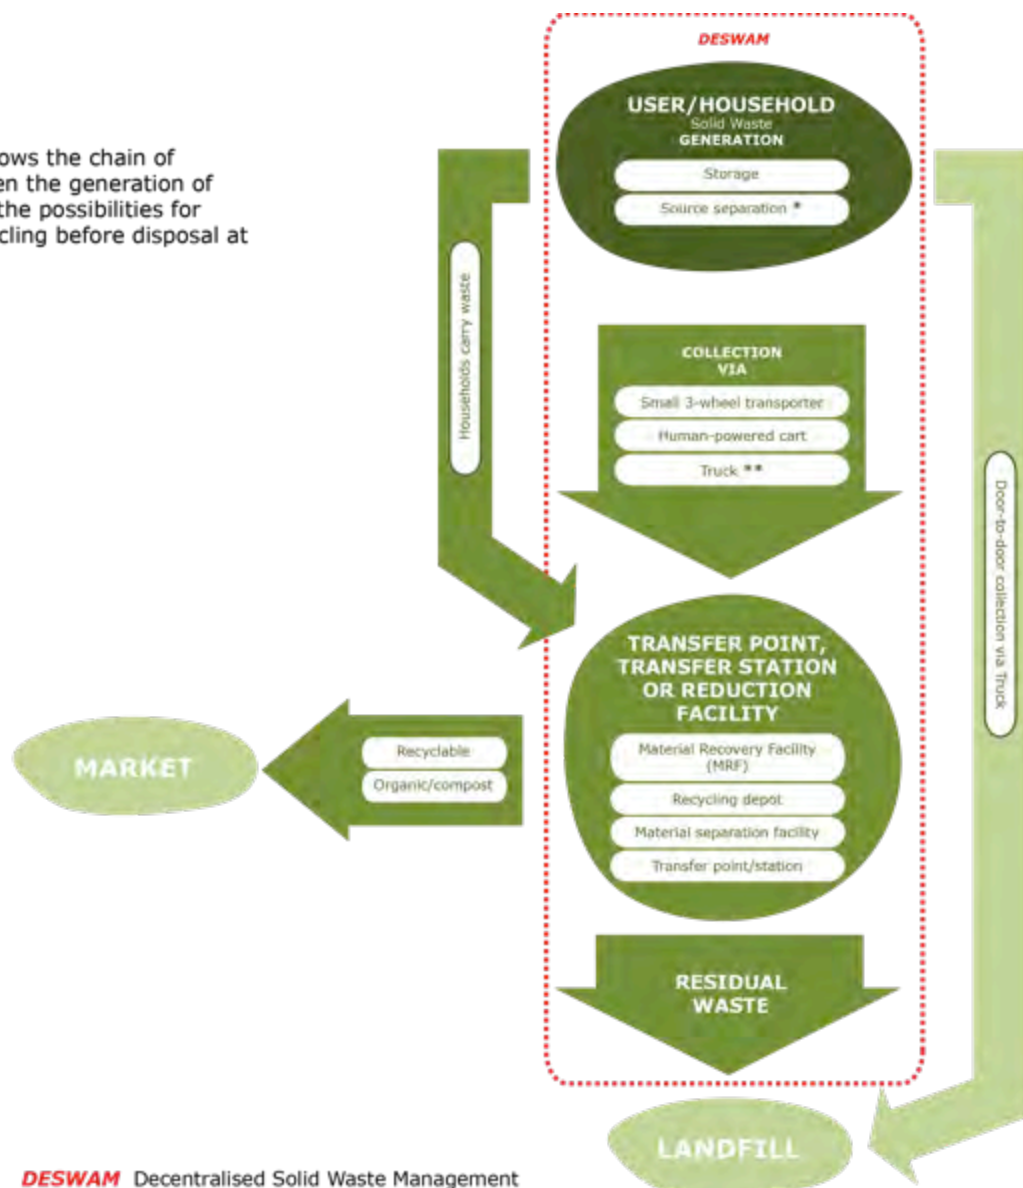 DESWAM
USER/HOUSEHOLD
Solid Waste
GENERATION
Storage
Source separation *
ows the chain of
en the generation of
the possibilities for
cling before disposal at
Households carry waste
COLLECTION
VIA
Small 3-wheel transporter
Human-powered cart
Truck **
Door-to-door collection via Truck
TRANSFER POINT,
TRANSFER STATION
OR REDUCTION
FACILITY
Material Recovery Facility
(MRF)
Recycling depot
Material separation facility
Transfer point/station
Recyclable
Organic/compost
MARKET
RESIDUAL
WASTE
LANDFILL
DESWAM Decentralised Solid Waste Management